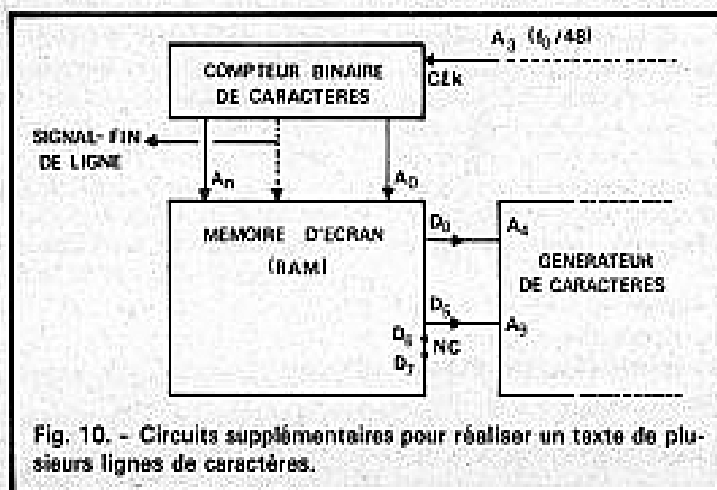 A₃ (f₀/48)
COMPTEUR BINAIRE
DE CARACTERES
CLK
SIGNAL-FIN
DE LIGNE
Aₙ
A₀
MEMOIRE D'ECRAN
(RAM)
D₀
A₄
GENERATEUR
DE CARACTERES
D₅
A₉
D₆
NC
D₇
Fig. 10. - Circuits supplémentaires pour réaliser un texte de plu-
sieurs lignes de caractères.